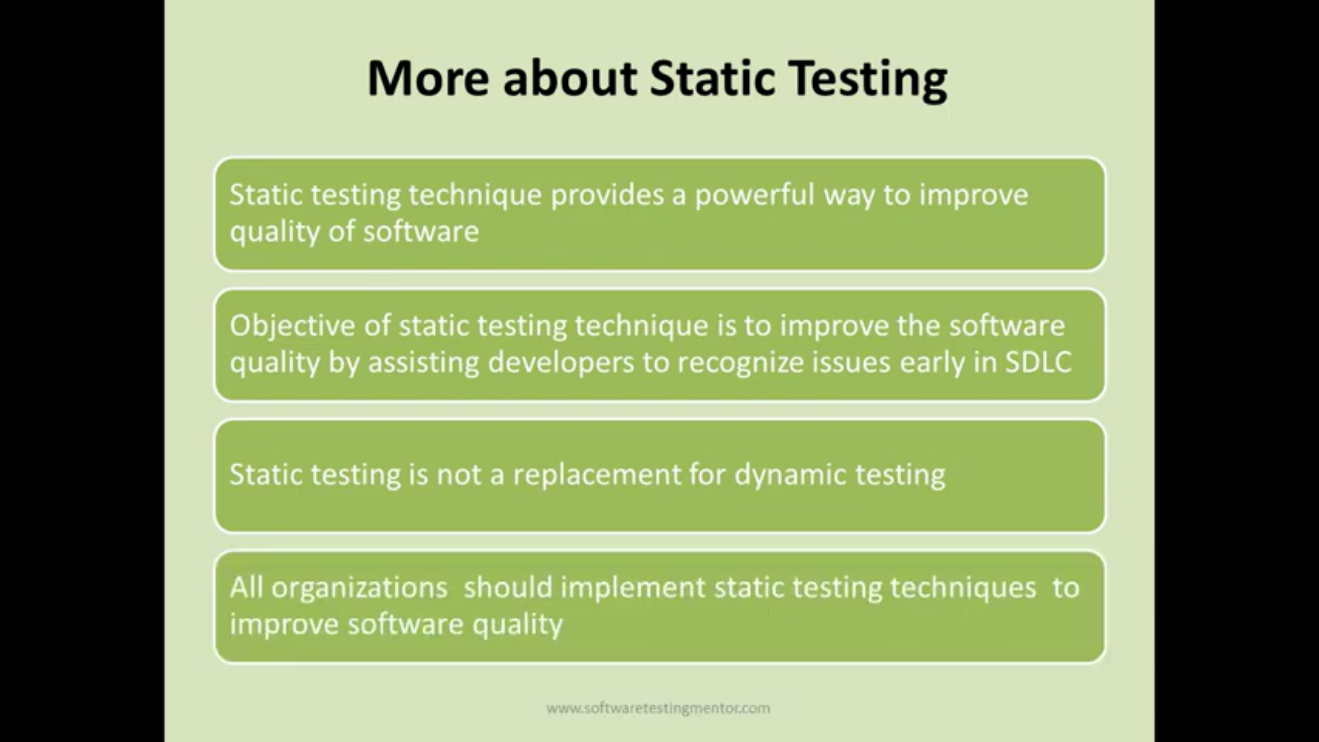 More about Static Testing
Static testing technique provides a powerful way to improve
quality of software
Objective of static testing technique is to improve the software
quality by assisting developers to recognize issues early in SDLC
Static testing is not a replacement for dynamic testing
All organizations  should implement static testing techniques  to
improve software quality
www.softwaretestingmentor.com